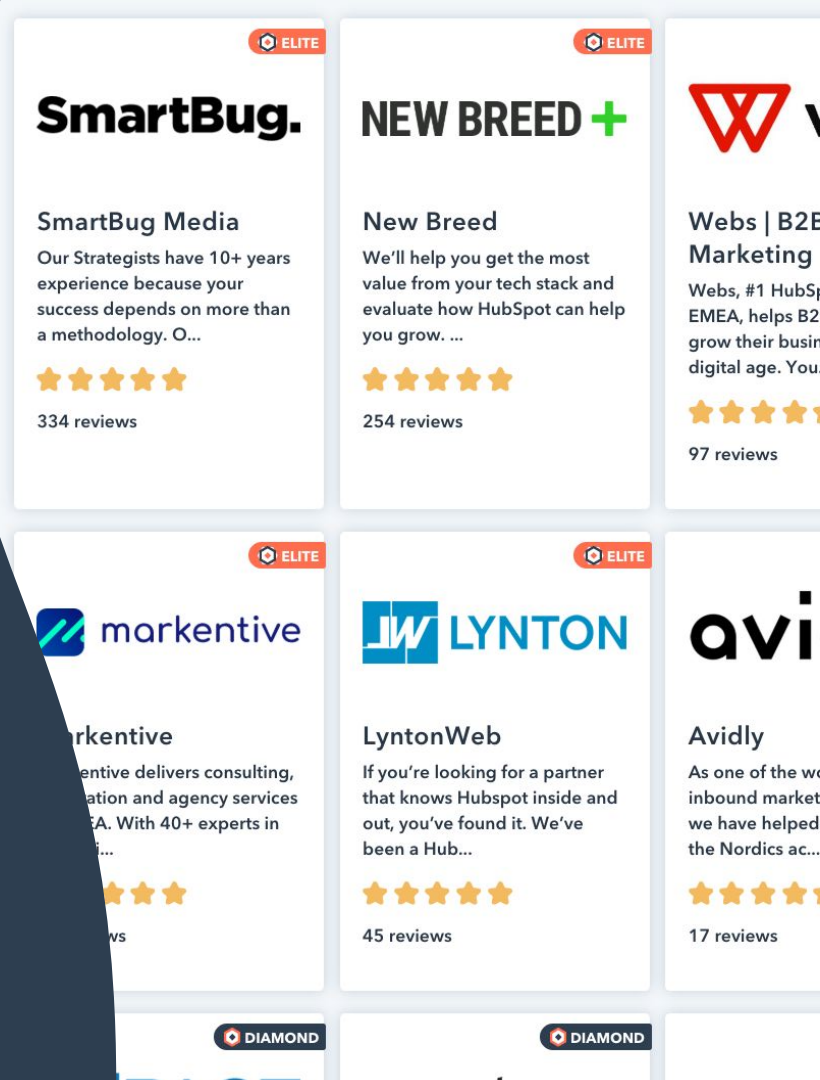 ELITE
SmartBug.
SmartBug Media
Our Strategists have 10+ years
experience because your
success depends on more than
a methodology. O...
334 reviews
ELITE
NEW BREED +
New Breed
We’ll help you get the most
value from your tech stack and
evaluate how HubSpot can help
you grow. ...
254 reviews
Webs | B2B
Marketing
Webs, #1 HubSp
EMEA, helps B2
grow their busin
digital age. You.
97 reviews
ELITE
markentive
arkentive
entive delivers consulting,
ation and agency services
EA. With 40+ experts in
i...
ws
ELITE
LW LYNTON
LyntonWeb
If you’re looking for a partner
that knows Hubspot inside and
out, you’ve found it. We’ve
been a Hub...
45 reviews
avi
Avidly
As one of the wo
inbound market
we have helped
the Nordics ac...
17 reviews
DIAMOND
DIAMOND